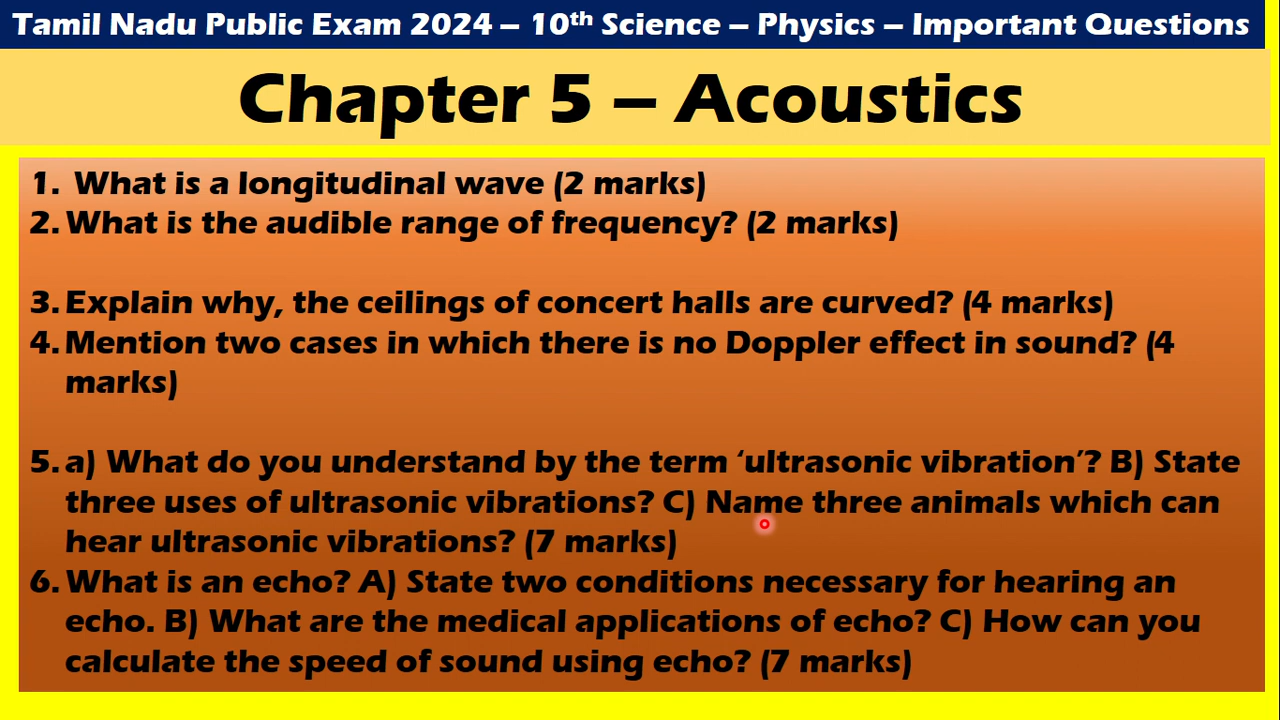 Tamil Nadu Public Exam 2024 – 10th Science – Physics – Important Questions
Chapter 5 – Acoustics
1. What is a longitudinal wave (2 marks)
2. What is the audible range of frequency? (2 marks)
3. Explain why, the ceilings of concert halls are curved? (4 marks)
4. Mention two cases in which there is no Doppler effect in sound? (4
marks)
5. a) What do you understand by the term ‘ultrasonic vibration’? B) State
three uses of ultrasonic vibrations? C) Name three animals which can
hear ultrasonic vibrations? (7 marks)
6. What is an echo? A) State two conditions necessary for hearing an
echo. B) What are the medical applications of echo? C) How can you
calculate the speed of sound using echo? (7 marks)